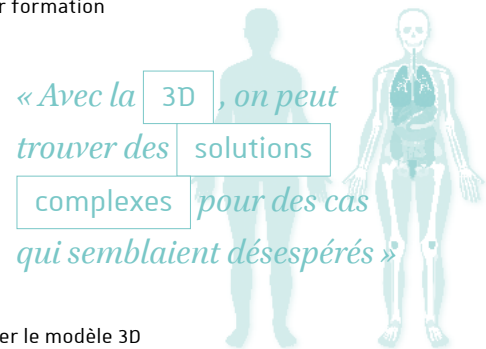 r formation
« Avec la 3D , on peut
trouver des solutions
complexes pour des cas
qui semblaient désespérés »
er le modèle 3D